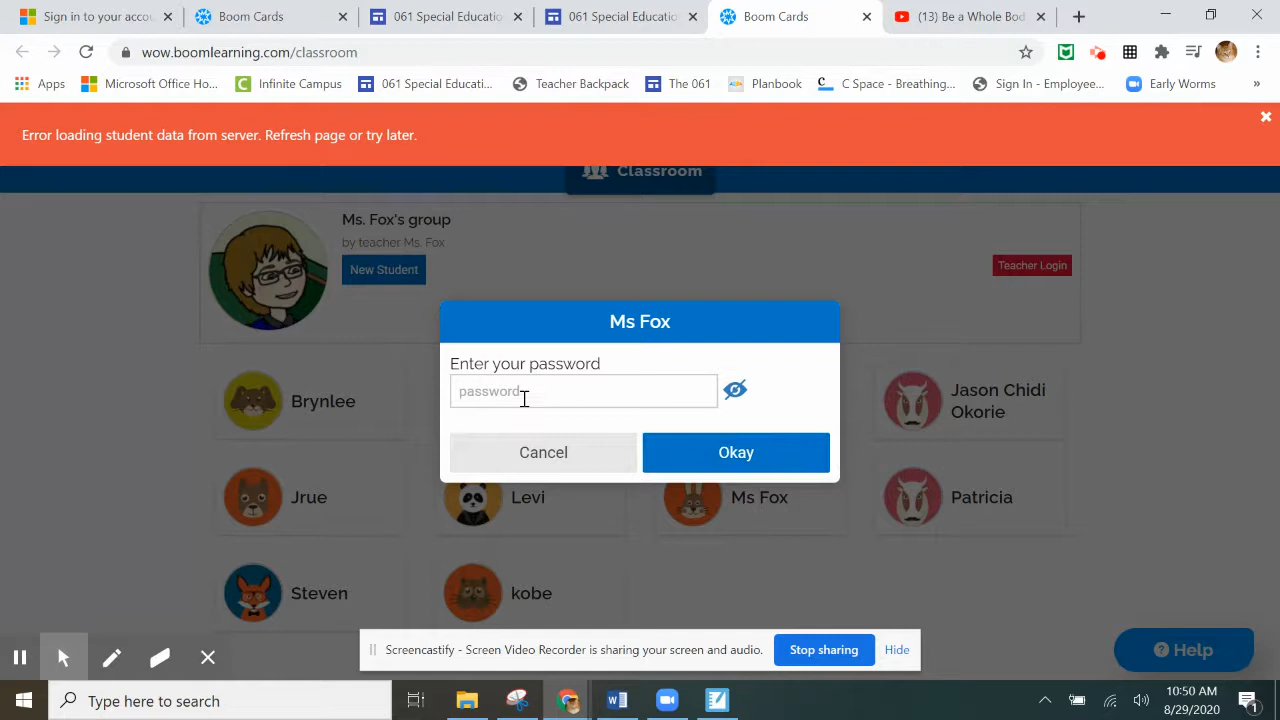 Sign in to your accou
Boom Cards
061 Special Educatio
061 Special Educatio
Boom Cards
(13) Be a Whole Bod
wow.boomlearning.com/classroom
Apps
Microsoft Office Ho...
Infinite Campus
061 Special Educati...
Teacher Backpack
The 061
Planbook
C Space - Breathing...
Sign In - Employee...
Early Worms
»
Error loading student data from server. Refresh page or try later.
Classroom
Ms. Fox's group
by teacher Ms. Fox
New Student
Teacher Login
Ms Fox
Enter your password
password
Cancel
Okay
Brynlee
Jason Chidi
Okorie
Jrue
Levi
Ms Fox
Patricia
Steven
kobe
Screencastify - Screen Video Recorder is sharing your screen and audio.
Stop sharing
Hide
Help
Type here to search
10:50 AM
8/29/2020
1